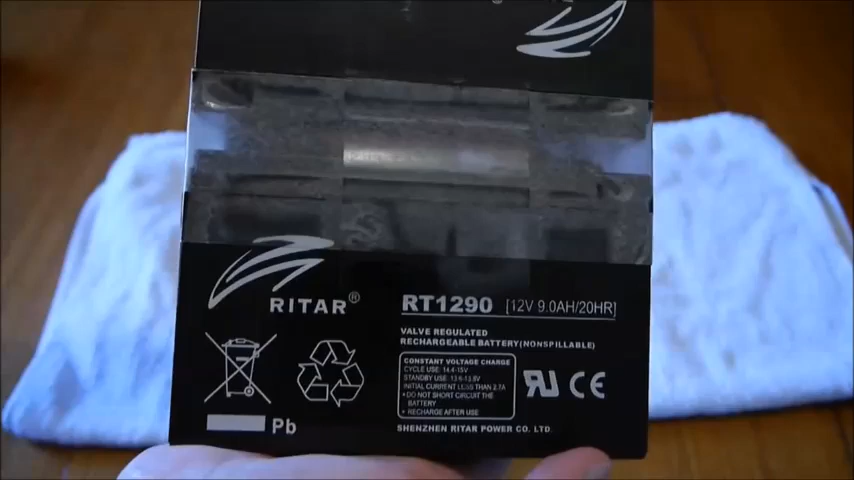 RITAR®
RT1290 [12V 9.0AH/20HR]
VALVE REGULATED
RECHARGEABLE BATTERY(NONSPILLABLE)
CONSTANT VOLTAGE CHARGE
CYCLE USE: 14.4-15V
STANDBY USE: 13.6-13.8V
INITIAL CURRENT LESS THAN 2.7A
• DO NOT SHORT CIRCUIT THE
BATTERY
• RECHARGE AFTER USE
CE
Pb
SHENZHEN RITAR POWER CO. LTD.